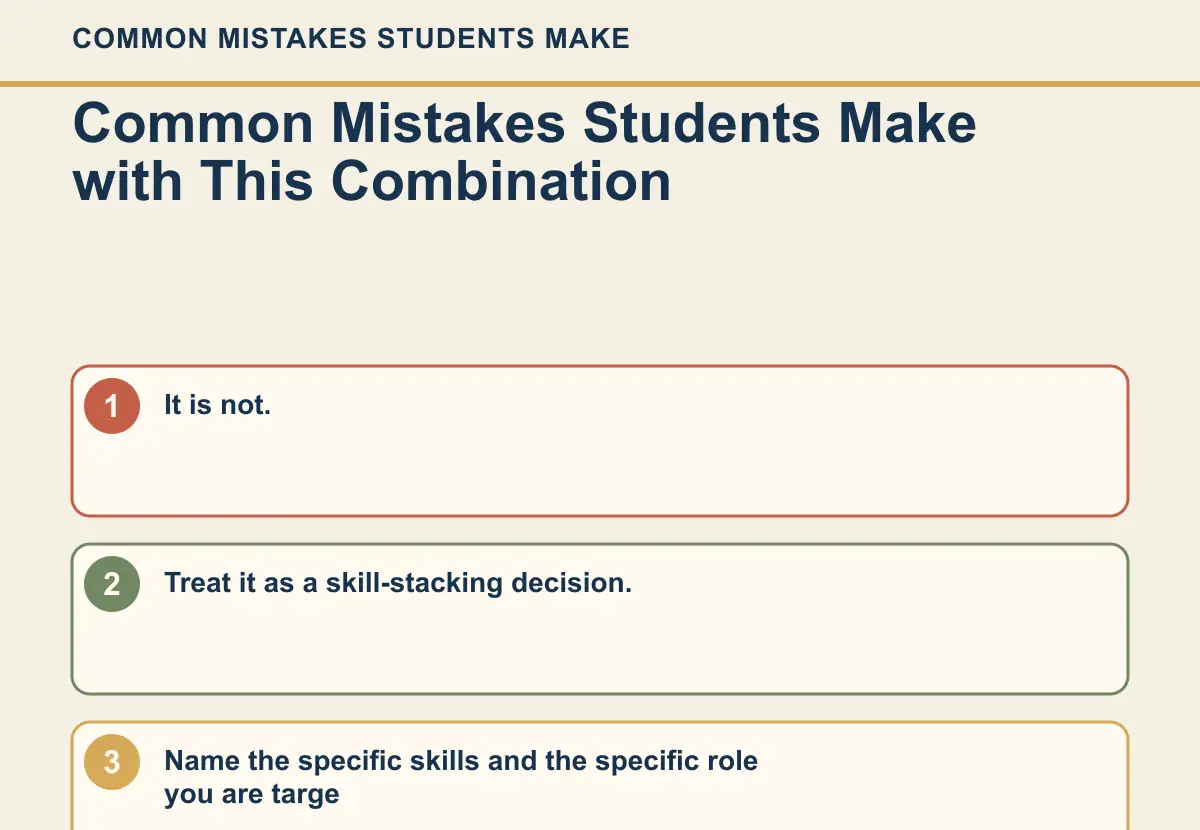 COMMON MISTAKES STUDENTS MAKE
Common Mistakes Students Make
with This Combination
1
It is not.
2
Treat it as a skill-stacking decision.
3
Name the specific skills and the specific role
you are targe